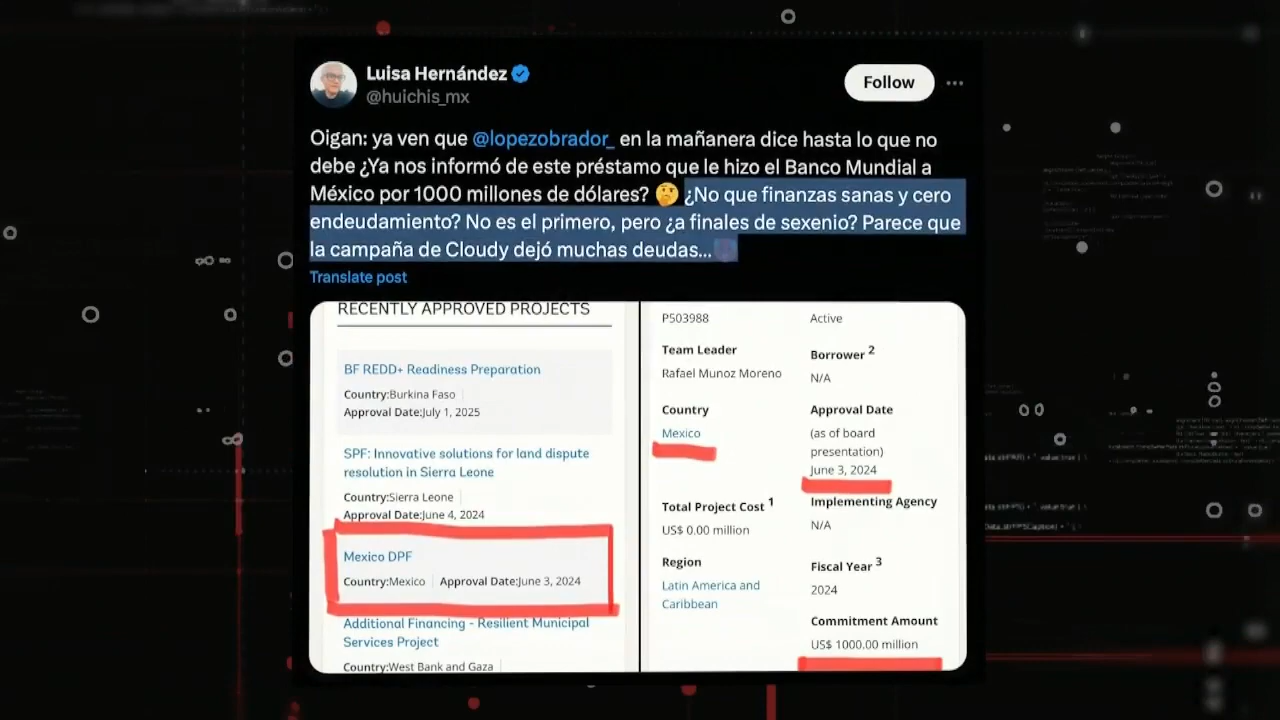 Luisa Hernández
@huichis_mx
Follow
Oigan: ya ven que @lopezobrador_ en la mañanera dice hasta lo que no
debe ¿Ya nos informó de este préstamo que le hizo el Banco Mundial a
México por 1000 millones de dólares? 🤔 ¿No que finanzas sanas y cero
endeudamiento? No es el primero, pero ¿a finales de sexenio? Parece que
la campaña de Cloudy dejó muchas deudas...
Translate post
RECENTLY APPROVED PROJECTS
BF REDD+ Readiness Preparation
Country:Burkina Faso
Approval Date:July 1, 2025
SPF: Innovative solutions for land dispute
resolution in Sierra Leone
Country:Sierra Leone
Approval Date:June 4, 2024
Mexico DPF
Country:Mexico Approval Date:June 3, 2024
Additional Financing - Resilient Municipal
Services Project
Country:West Bank and Gaza
P503988
Active
Team Leader
Rafael Munoz Moreno
Borrower 2
N/A
Country
Mexico
Approval Date
(as of board
presentation)
June 3, 2024
Total Project Cost 1
US$ 0.00 million
Implementing Agency
N/A
Region
Latin America and
Caribbean
Fiscal Year 3
2024
Commitment Amount
US$ 1000.00 million